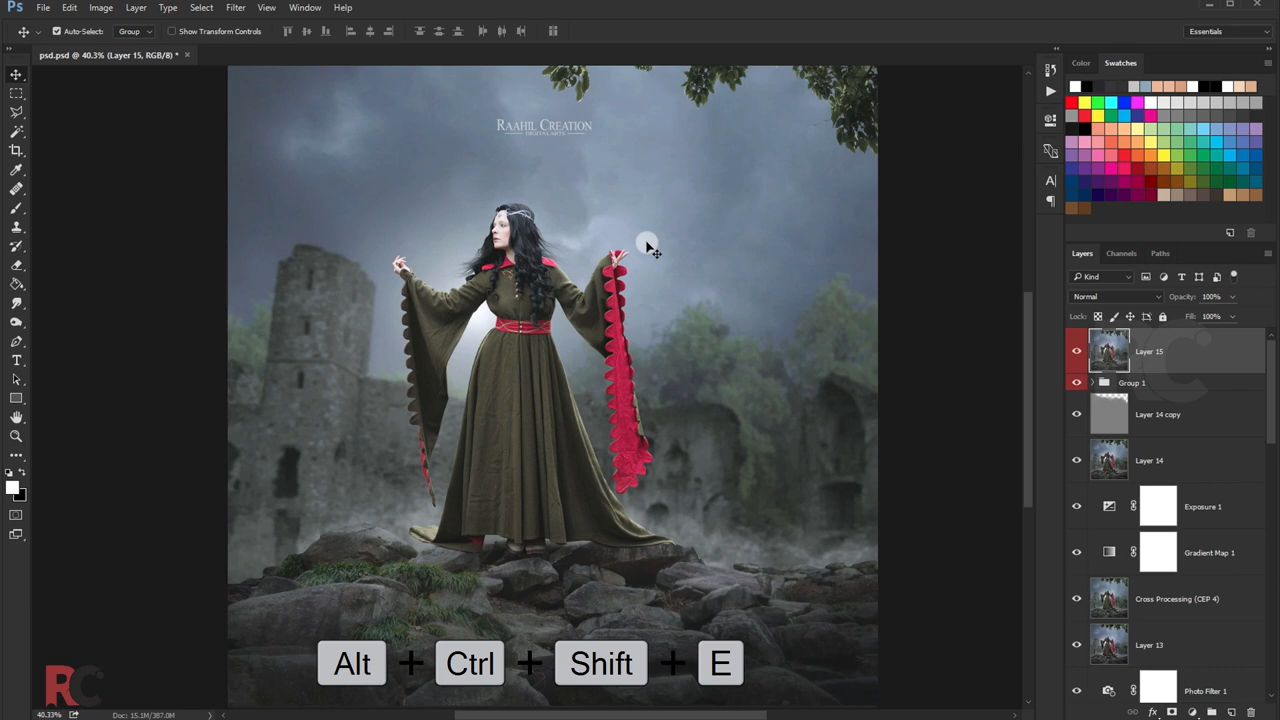 Ps File Edit Image Layer Type Select Filter View Window Help
Auto-Select: Group Show Transform Controls Essentials
psd.psd @ 40.3% (Layer 15, RGB/8) * ×
Color Swatches
RAAHIL CREATION
DIGITAL ARTS
Layers Channels Paths
Kind
Normal Opacity: 100%
Lock: Fill: 100%
Layer 15
Group 1
Layer 14 copy
Layer 14
Exposure 1
Gradient Map 1
Cross Processing (CEP 4)
Layer 13
Photo Filter 1
Alt + Ctrl + Shift + E
RC
40.33% Doc: 15.1M/387.0M